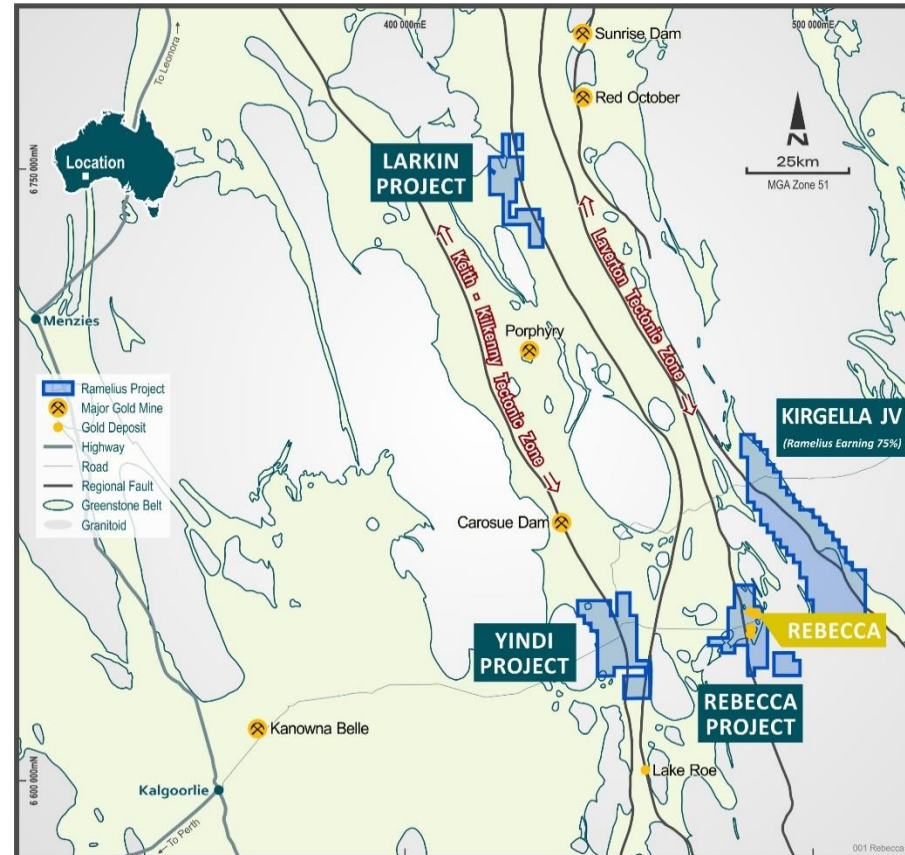 400 000mE
500 000mE
To Leonora →
Sunrise Dam
Red October
N
25km
MGA Zone 51
Location
6 750 000mN
LARKIN
PROJECT
Keith - Kilkenny Tectonic Zone
Laverton Tectonic Zone
Menzies
Porphyry
Ramelius Project
Major Gold Mine
Gold Deposit
Highway
Road
Regional Fault
Greenstone Belt
Granitoid
KIRGELLA JV
(Ramelius Earning 75%)
Carosue Dam
YINDI
PROJECT
REBECCA
REBECCA
PROJECT
Kanowna Belle
Lake Roe
6 600 000mN
Kalgoorlie
← To Perth
001 Rebecca